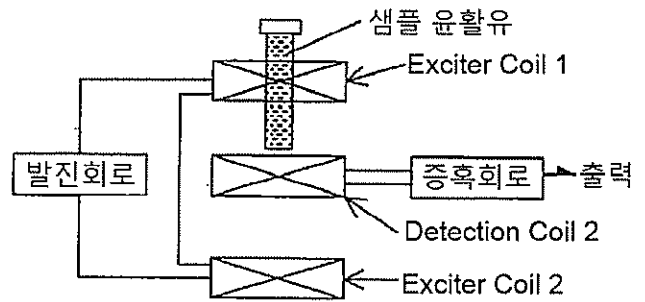 샘플 윤활유
Exciter Coil 1
발진회로
증혹회로
출력
Detection Coil 2
Exciter Coil 2